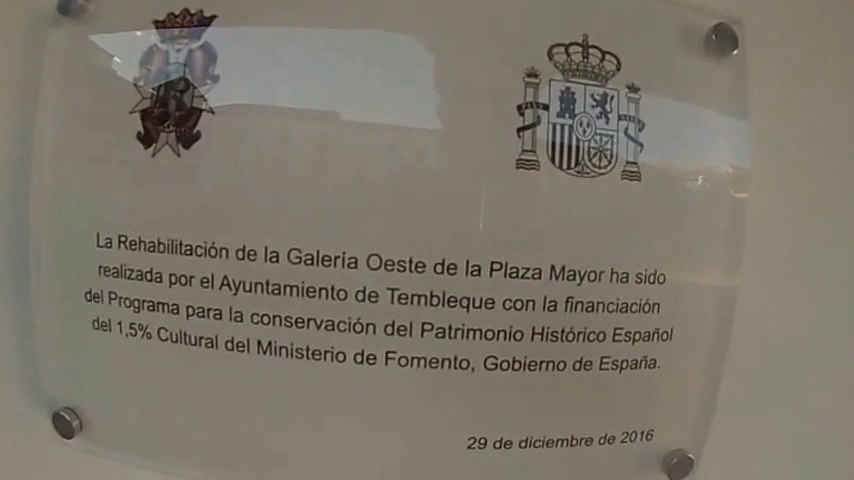 La Rehabilitación de la Galería Oeste de la Plaza Mayor ha sido
realizada por el Ayuntamiento de Tembleque con la financiación
del Programa para la conservación del Patrimonio Histórico Español
del 1,5% Cultural del Ministerio de Fomento, Gobierno de España.
29 de diciembre de 2016